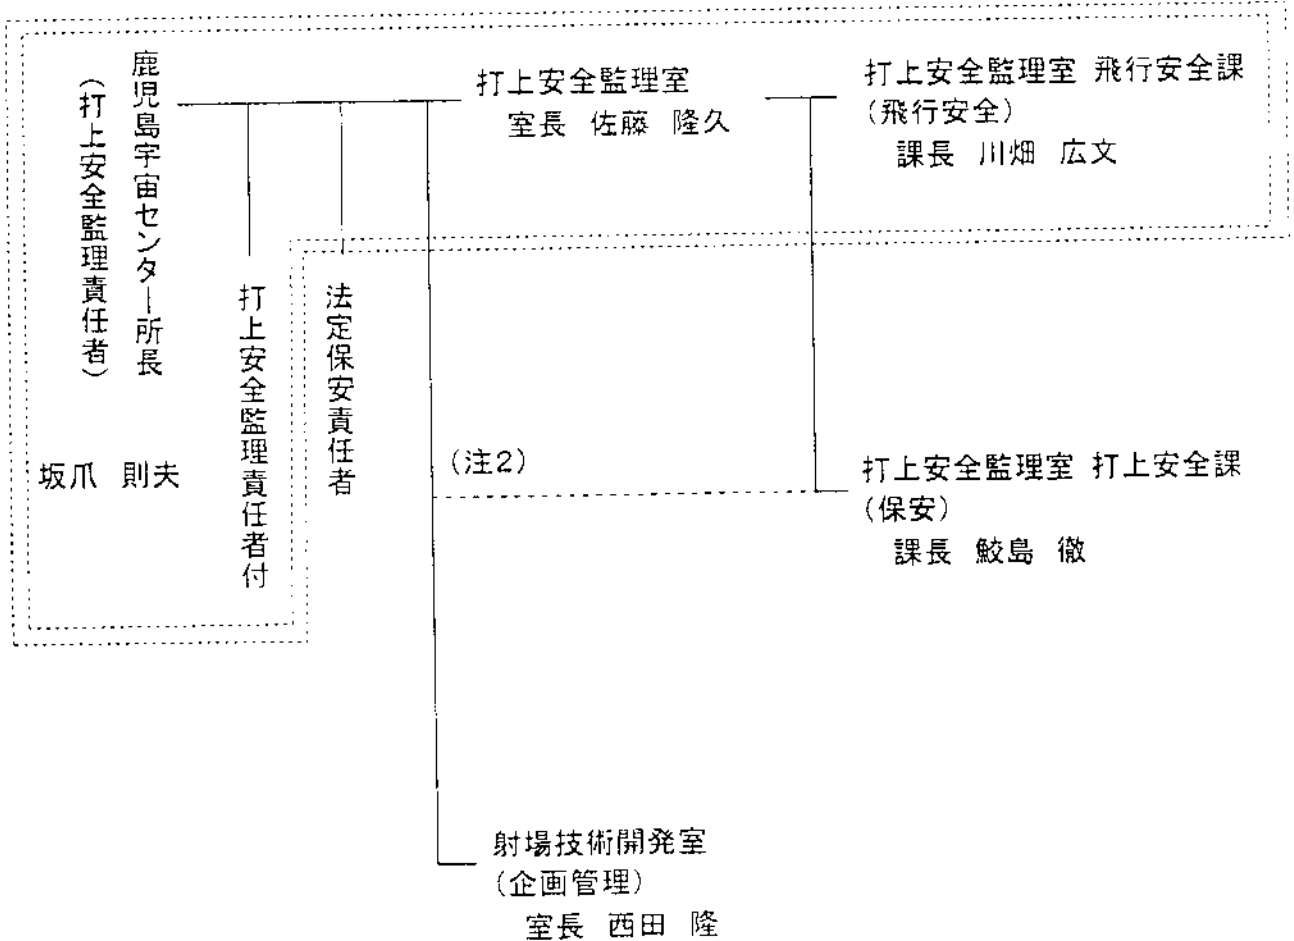 鹿児島宇宙センター所長
（打上安全監理責任者）
坂爪 則夫
打上安全監理責任者付
法定保安責任者
打上安全監理室
室長 佐藤 隆久
打上安全監理室 飛行安全課
(飛行安全)
課長 川畑 広文
(注2)
打上安全監理室 打上安全課
(保安)
課長 鮫島 徹
射場技術開発室
(企画管理)
室長 西田 隆